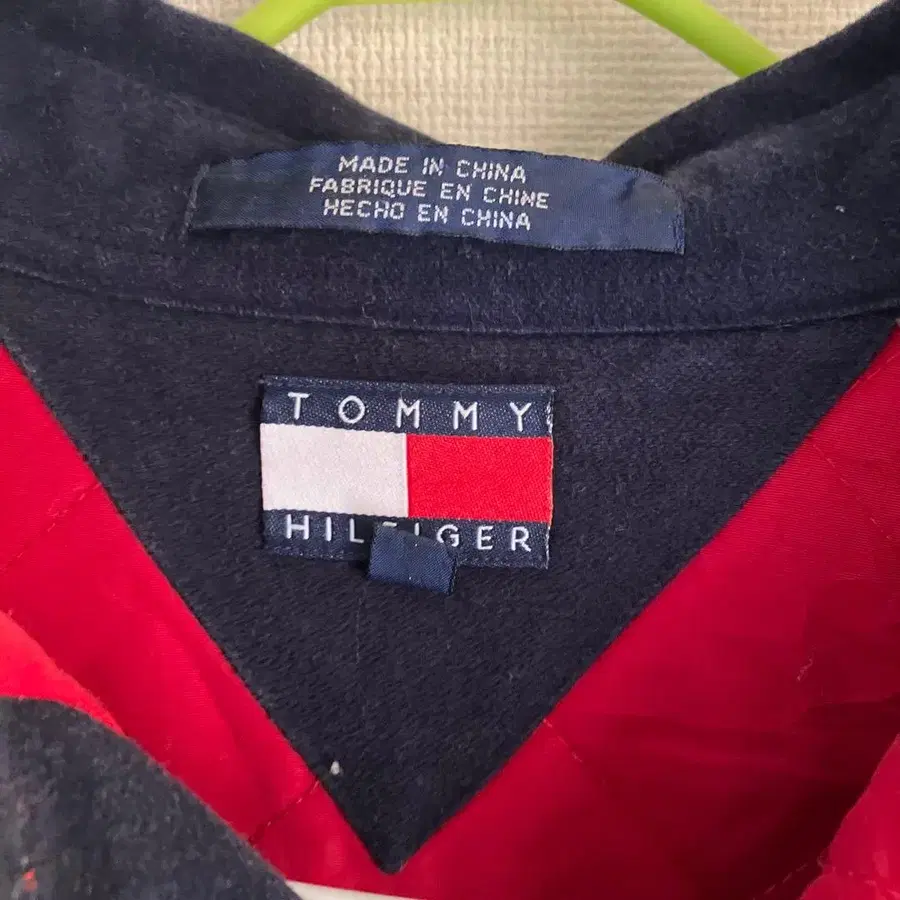 MADE IN CHINA
FABRIQUE EN CHINE
HECHO EN CHINA
TOMMY
HILFIGER